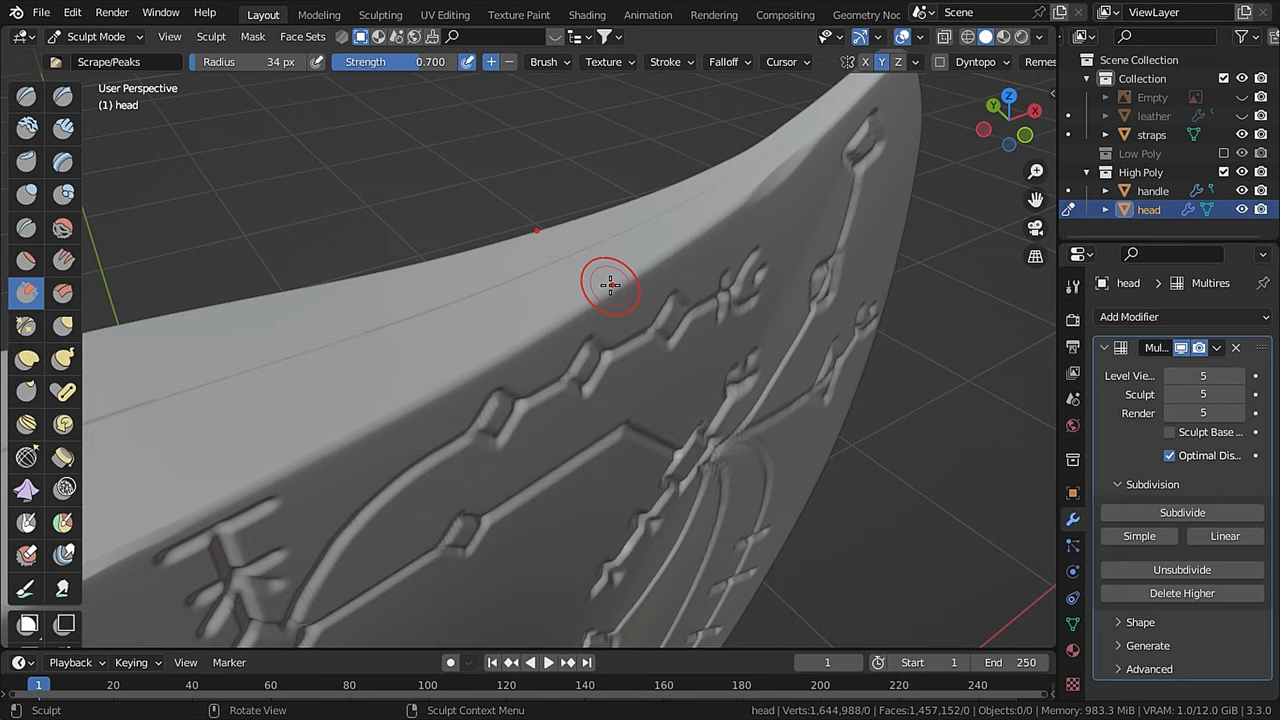 File Edit Render Window Help Layout Modeling Sculpting UV Editing Texture Paint Shading Animation Rendering Compositing Geometry Noc Scene ViewLayer
Sculpt Mode View Sculpt Mask Face Sets
Scrape/Peaks Radius 34 px Strength 0.700 Brush Texture Stroke Falloff Cursor X Y Z Dyntopo Remes
User Perspective
(1) head
Z
Y
X
Scene Collection
Collection
Empty
leather
straps
Low Poly
High Poly
handle
head
head > Multires
Add Modifier
Mul...
Level Vie... 5
Sculpt 5
Render 5
Sculpt Base ...
Optimal Dis...
Subdivision
Subdivide
Simple Linear
Unsubdivide
Delete Higher
Shape
Generate
Advanced
Playback Keying View Marker 1 Start 1 End 250
1 20 40 60 80 100 120 140 160 180 200 220 240
Sculpt Rotate View Sculpt Context Menu head | Verts:1,644,988/0 | Faces:1,457,152/0 | Objects:0/0 | Memory: 983.3 MiB | VRAM: 1.0/12.0 GiB | 3.3.0